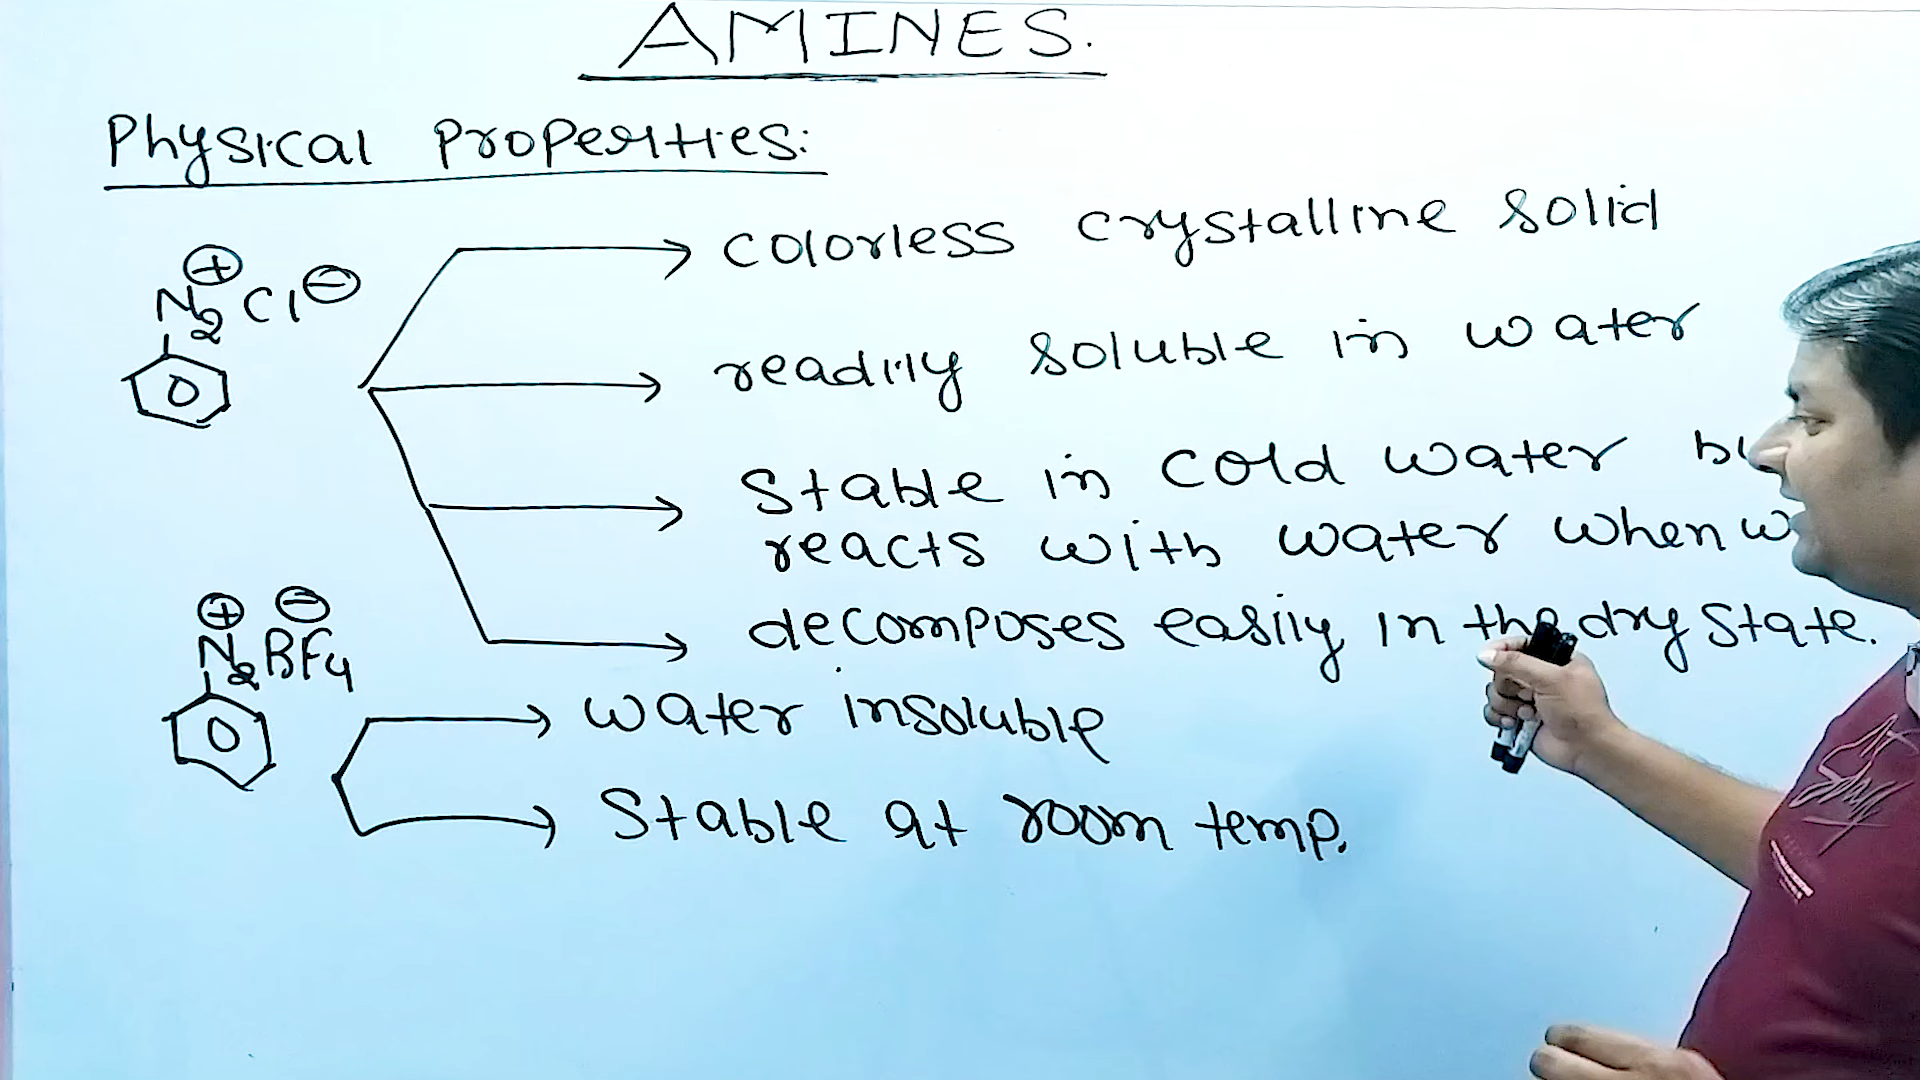 AMINES.
Physical Properties:
colorless crystalline solid
N₂⊕ Cl⊖
readily soluble in water
stable in cold water
reacts with water when
decomposes easily in the dry state.
N₂⊕ BF₄⊖
water insoluble
Stable at room temp.